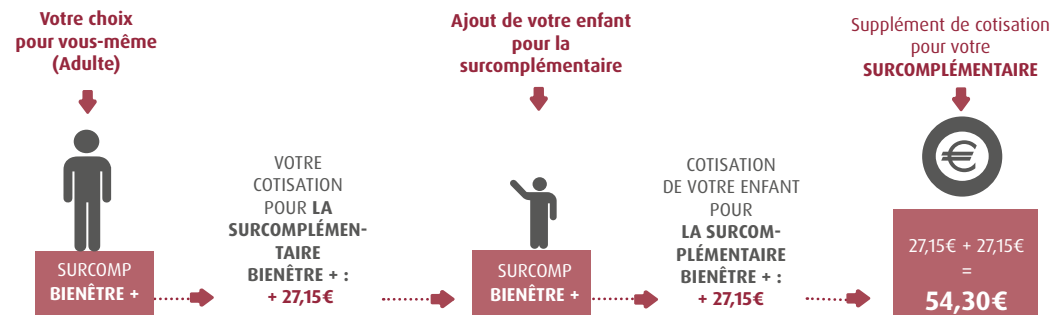 Votre choix
pour vous-même
(Adulte)
SURCOMP
BIENÊTRE +
VOTRE
COTISATION
POUR LA
SURCOMPLÉMEN-
TAIRE
BIENÊTRE + :
+ 27,15€
Ajout de votre enfant
pour la
surcomplémentaire
SURCOMP
BIENÊTRE +
COTISATION
DE VOTRE ENFANT
POUR
LA SURCOM-
PLÉMENTAIRE
BIENÊTRE + :
+ 27,15€
Supplément de cotisation
pour votre
SURCOMPLÉMENTAIRE
€
27,15€ + 27,15€
=
54,30€